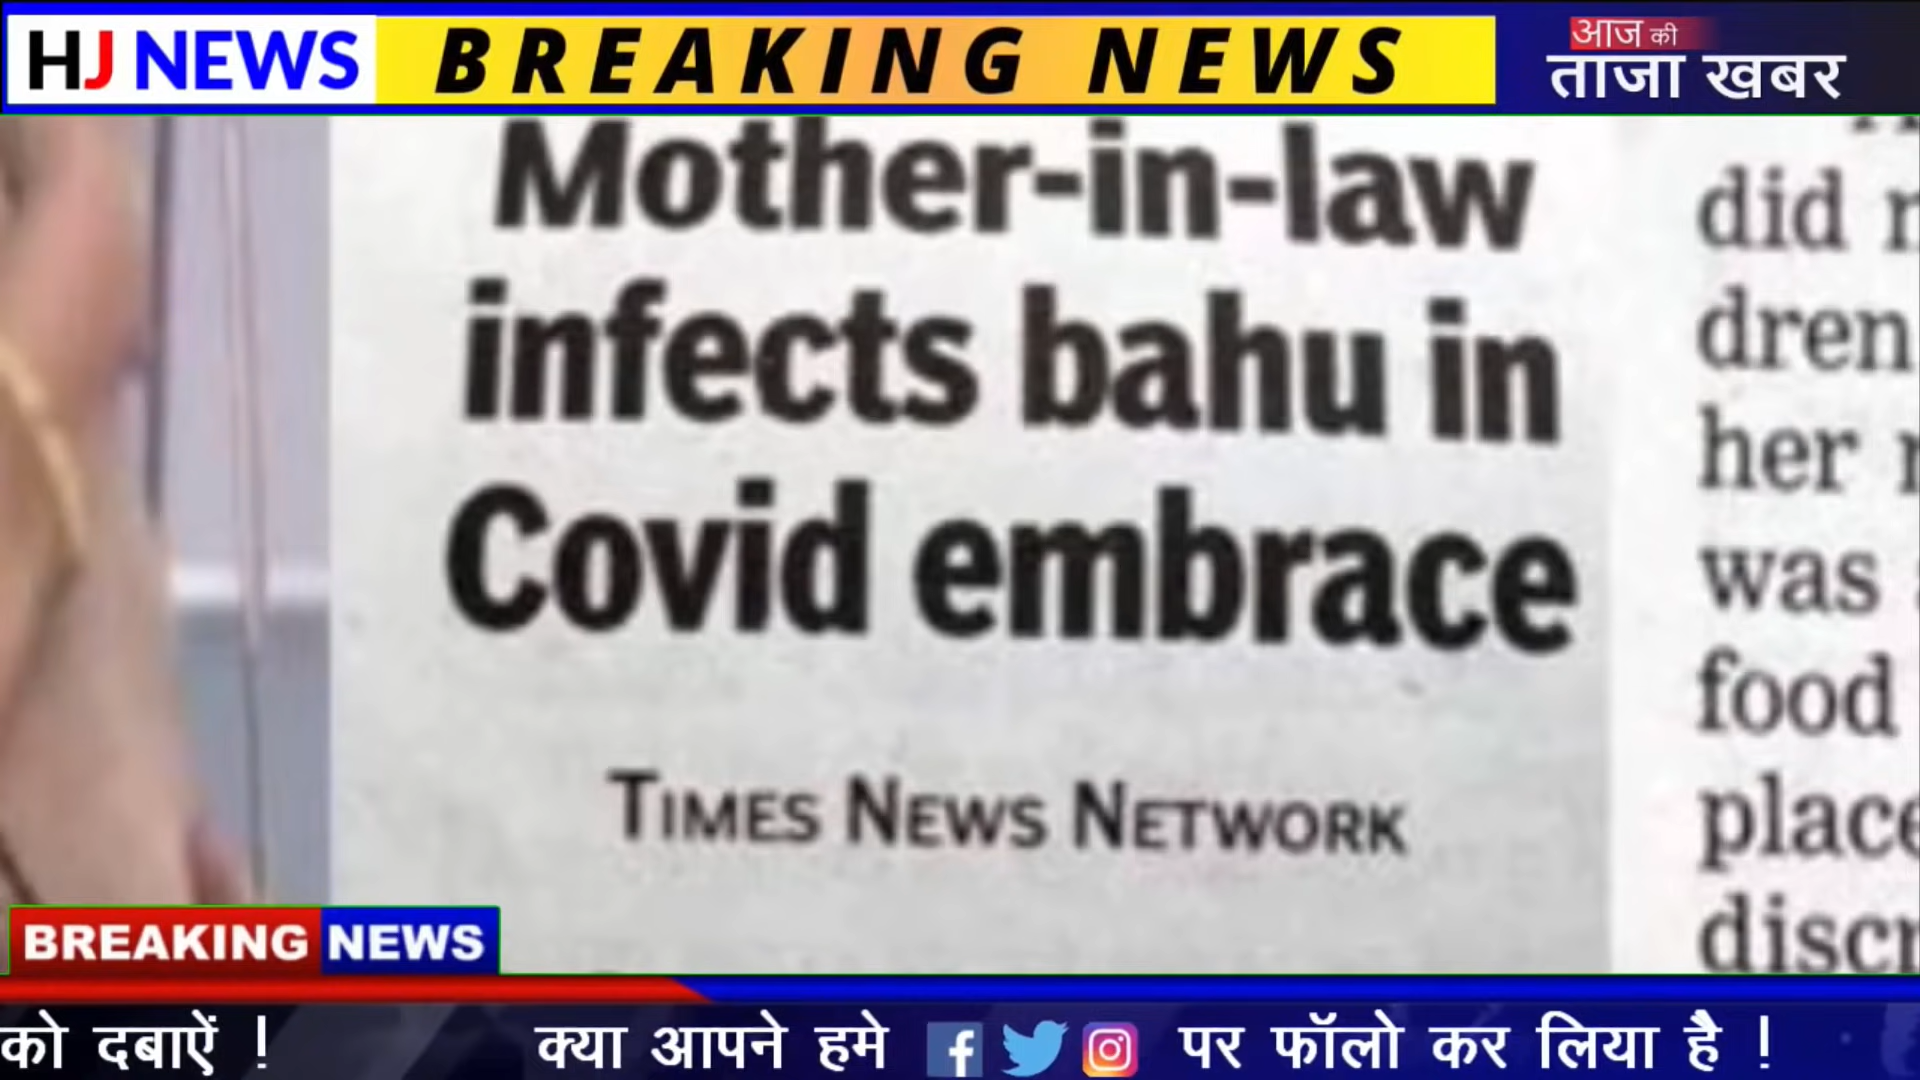 HJ NEWS
BREAKING NEWS
आज की
ताजा खबर
Mother-in-law
infects bahu in
Covid embrace
TIMES NEWS NETWORK
did
dren
her
was
food
BREAKING NEWS
को दबाऐं !
क्या आपने हमे
पर फॉलो कर लिया है !